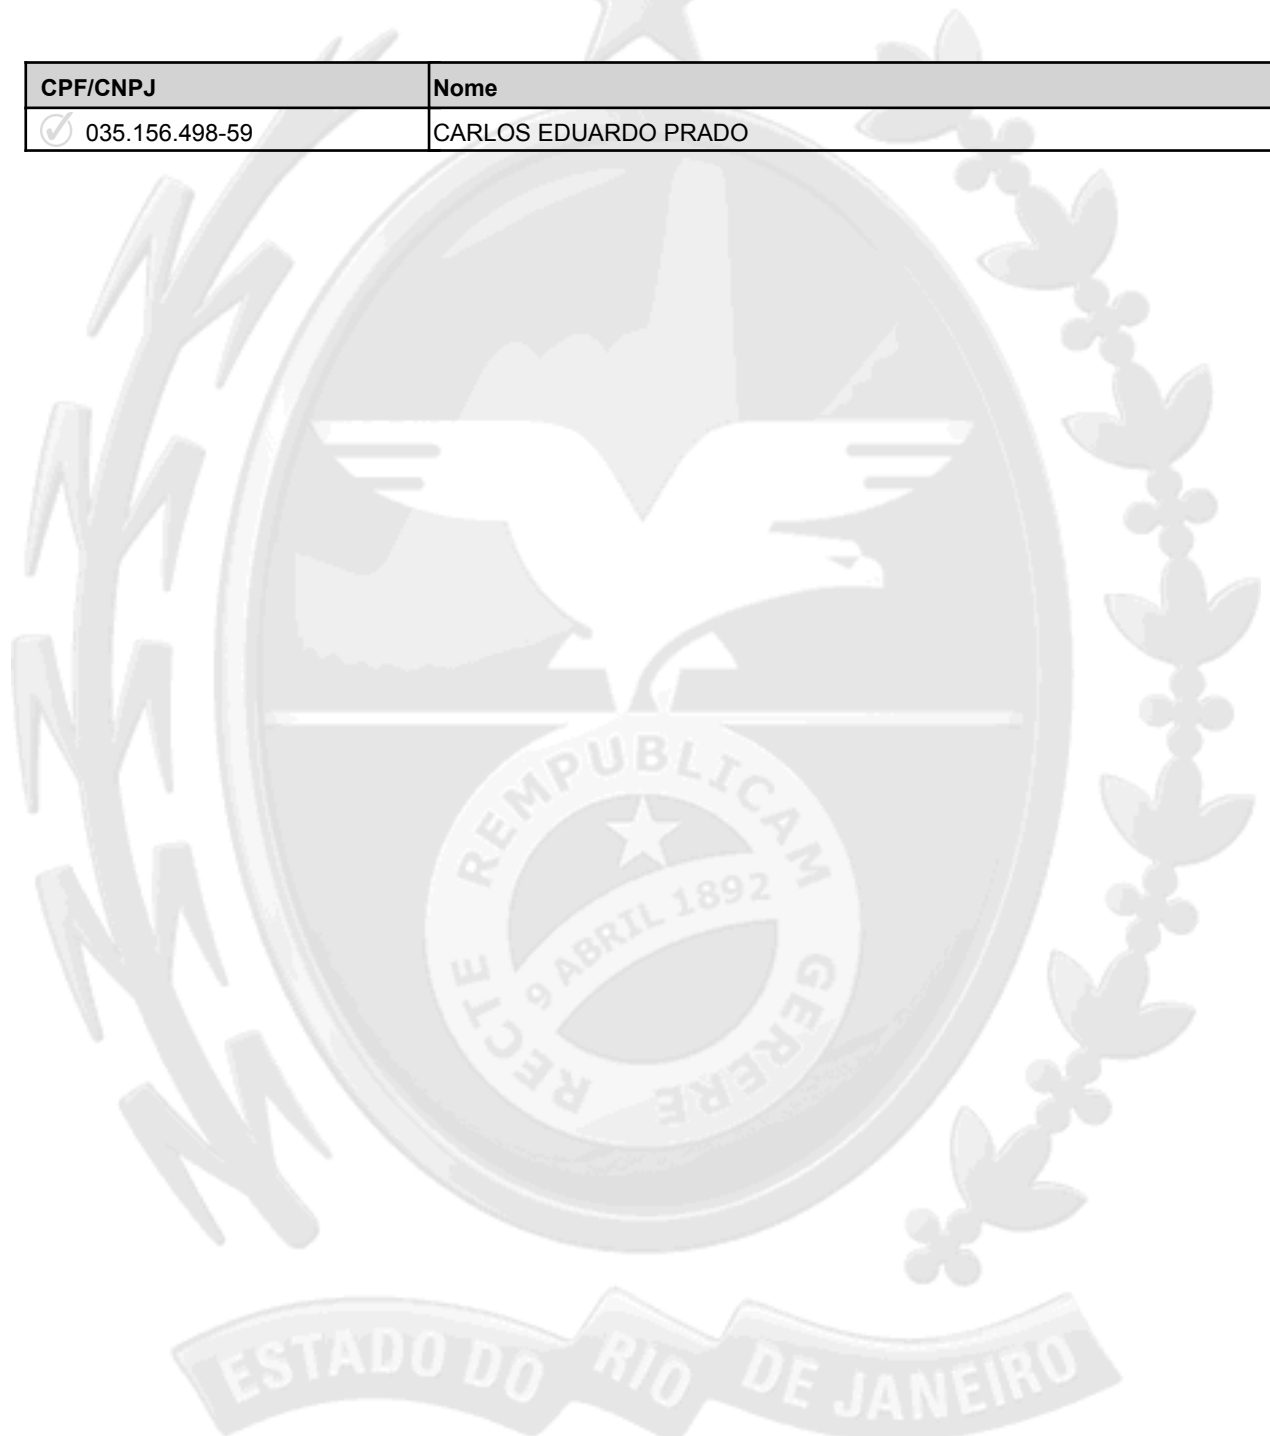 CPF/CNPJ Nome
035.156.498-59 CARLOS EDUARDO PRADO
REMPUBLICAM
9 ABRIL 1892
RECTE GERERE
ESTADO DO RIO DE JANEIRO